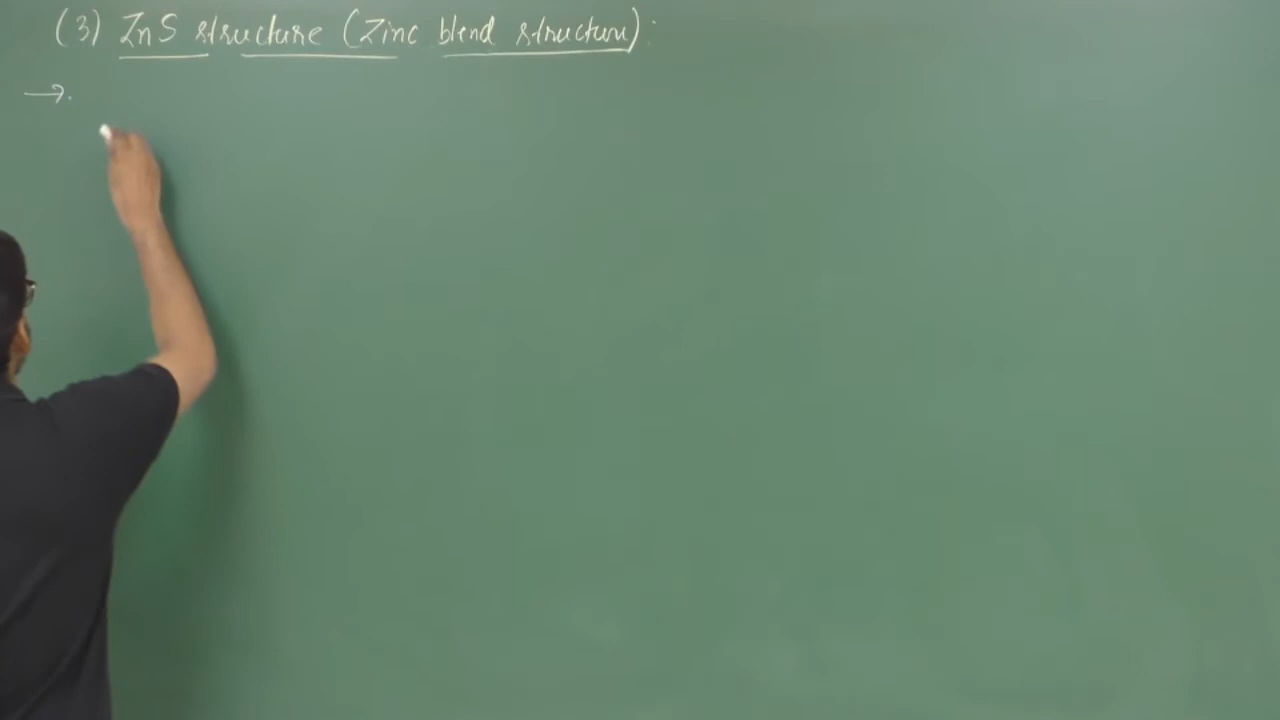 (3) ZnS structure (Zinc blend structure):
→.